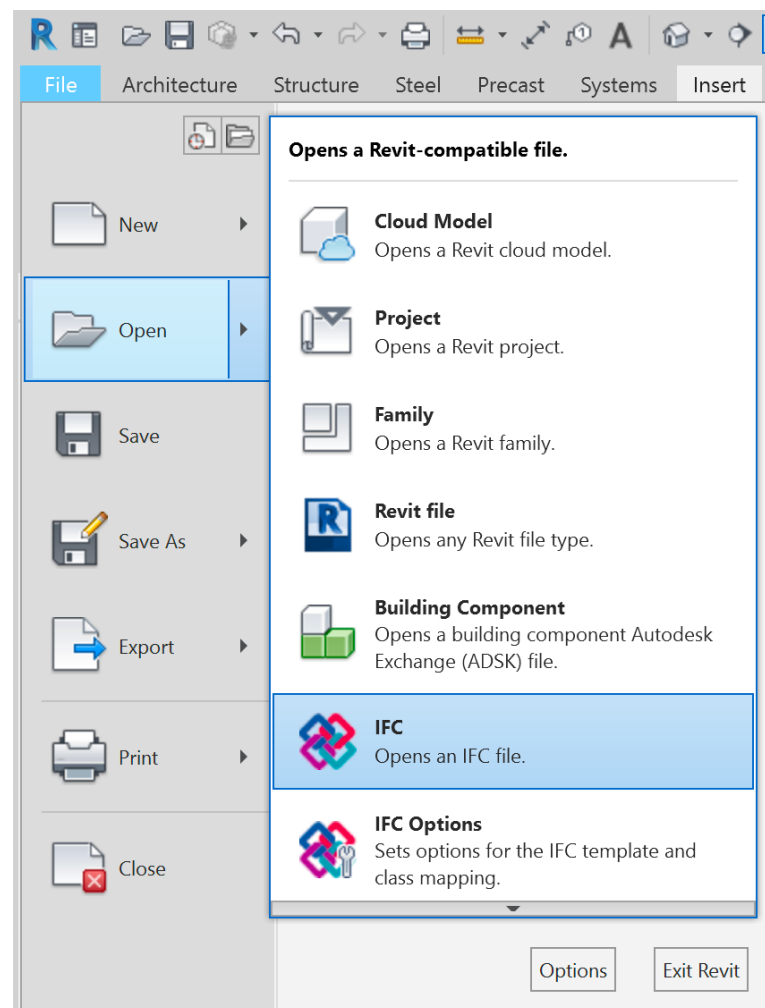 File Architecture Structure Steel Precast Systems Insert
Opens a Revit-compatible file.
New
Open
Save
Save As
Export
Print
Close
Cloud Model
Opens a Revit cloud model.
Project
Opens a Revit project.
Family
Opens a Revit family.
Revit file
Opens any Revit file type.
Building Component
Opens a building component Autodesk
Exchange (ADSK) file.
IFC
Opens an IFC file.
IFC Options
Sets options for the IFC template and
class mapping.
Options Exit Revit